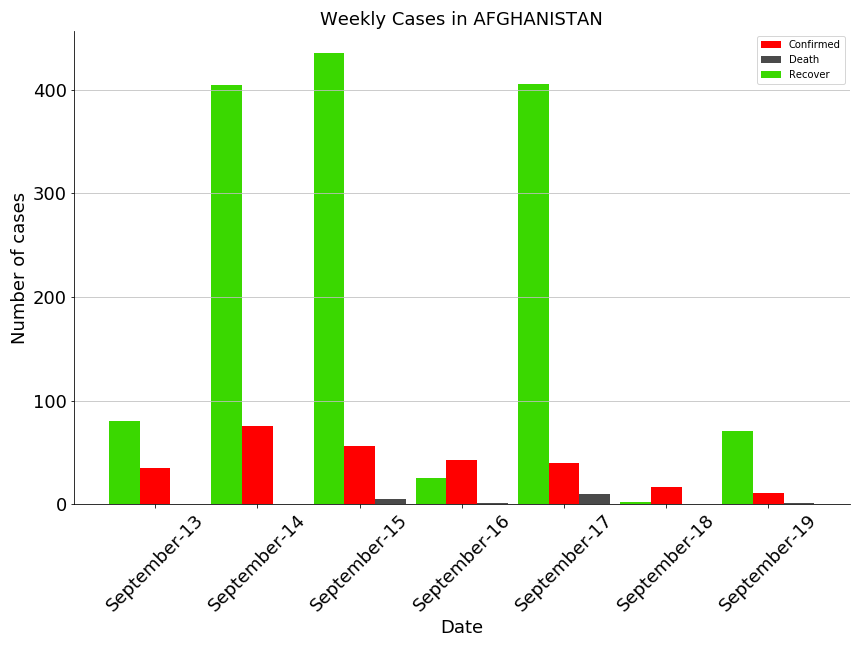 Weekly Cases in AFGHANISTAN
Confirmed
Death
Recover
Number of cases
400
300
200
100
0
September-13
September-14
September-15
September-16
September-17
September-18
September-19
Date